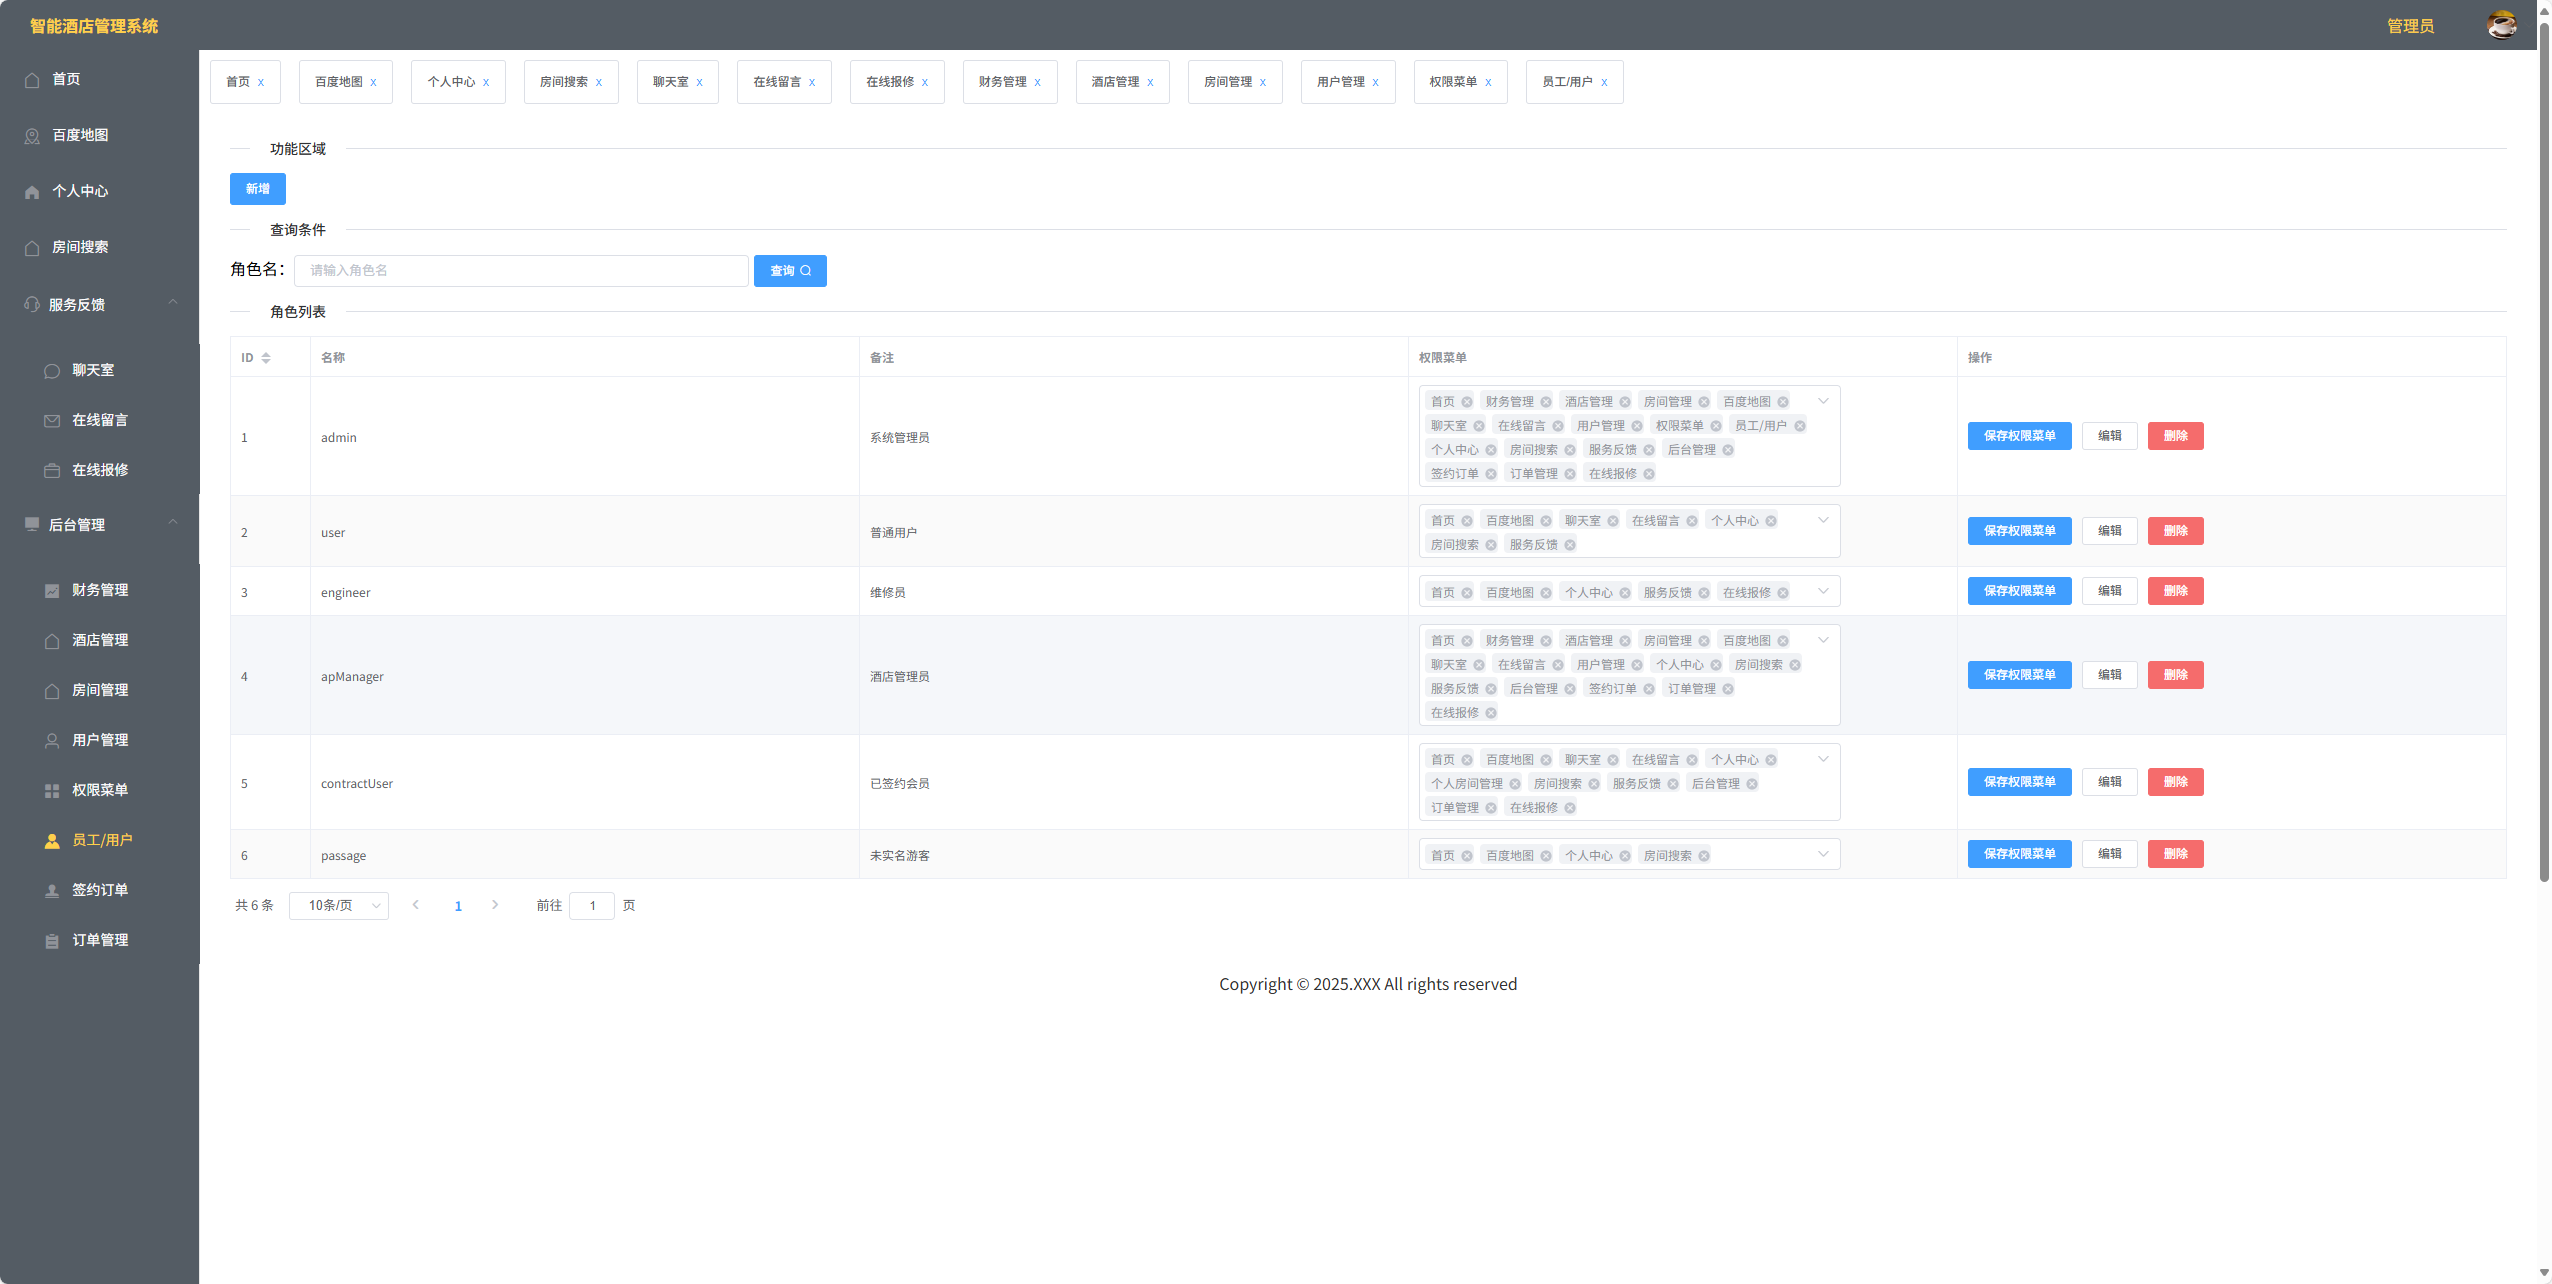 智能酒店管理系统
管理员
首页
百度地图
个人中心
房间搜索
服务反馈
聊天室
在线留言
在线报修
后台管理
财务管理
酒店管理
房间管理
用户管理
权限菜单
员工/用户
签约订单
订单管理
首页 x 百度地图 x 个人中心 x 房间搜索 x 聊天室 x 在线留言 x 在线报修 x 财务管理 x 酒店管理 x 房间管理 x 用户管理 x 权限菜单 x 员工/用户 x
功能区域
新增
查询条件
角色名: 请输入角色名 查询
角色列表
ID 名称 备注 权限菜单 操作
1 admin 系统管理员
首页 财务管理 酒店管理 房间管理 百度地图
聊天室 在线留言 用户管理 权限菜单 员工/用户
个人中心 房间搜索 服务反馈 后台管理
签约订单 订单管理 在线报修
保存权限菜单 编辑 删除
2 user 普通用户
首页 百度地图 聊天室 在线留言 个人中心
房间搜索 服务反馈
保存权限菜单 编辑 删除
3 engineer 维修员
首页 百度地图 个人中心 服务反馈 在线报修
保存权限菜单 编辑 删除
4 apManager 酒店管理员
首页 财务管理 酒店管理 房间管理 百度地图
聊天室 在线留言 用户管理 个人中心 房间搜索
服务反馈 后台管理 签约订单 订单管理
在线报修
保存权限菜单 编辑 删除
5 contractUser 已签约会员
首页 百度地图 聊天室 在线留言 个人中心
个人房间管理 房间搜索 服务反馈 后台管理
订单管理 在线报修
保存权限菜单 编辑 删除
6 passage 未实名游客
首页 百度地图 个人中心 房间搜索
保存权限菜单 编辑 删除
共 6 条 10条/页 1 前往 1 页
Copyright © 2025.XXX All rights reserved